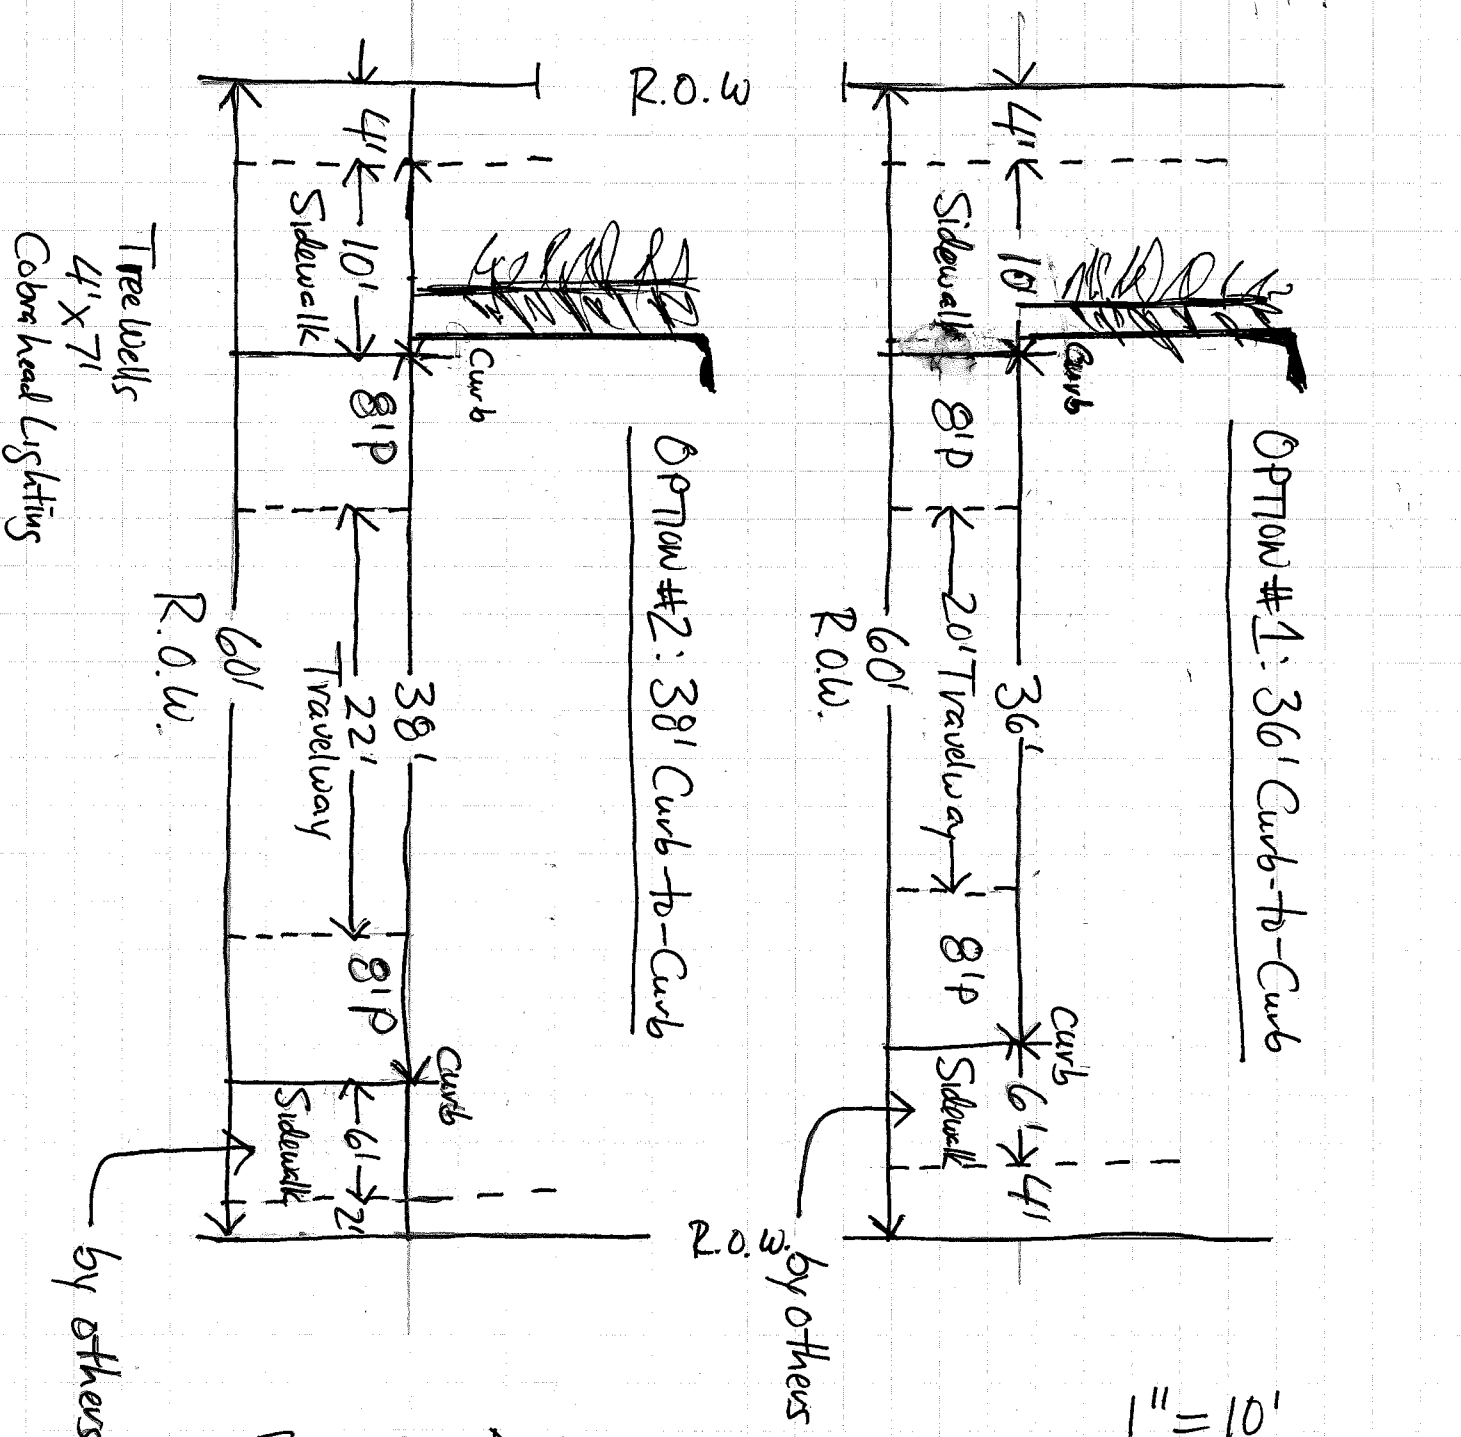 1" = 10'
OPTION #1: 36' Curb-to-Curb
Curb
Curb
4'
10'
36'
6'
4'
Sidewalk
8'P
20' Travelway
8'P
Sidewalk
60'
R.O.W.
by others
R.O.W
R.O.W.
OPTION #2: 38' Curb-to-Curb
Curb
Curb
38'
4'
10'
8'P
22'
8'P
6'
2'
Sidewalk
Travelway
Sidewalk
60'
R.O.W.
by others
Tree Wells
4' X 7'
Cobra head Lighting